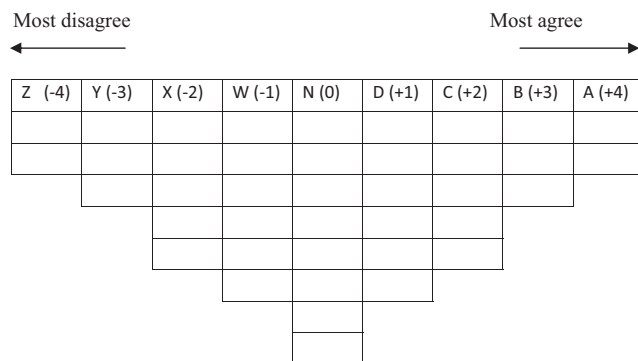 Most disagree Most agree
Z (-4) Y (-3) X (-2) W (-1) N (0) D (+1) C (+2) B (+3) A (+4)